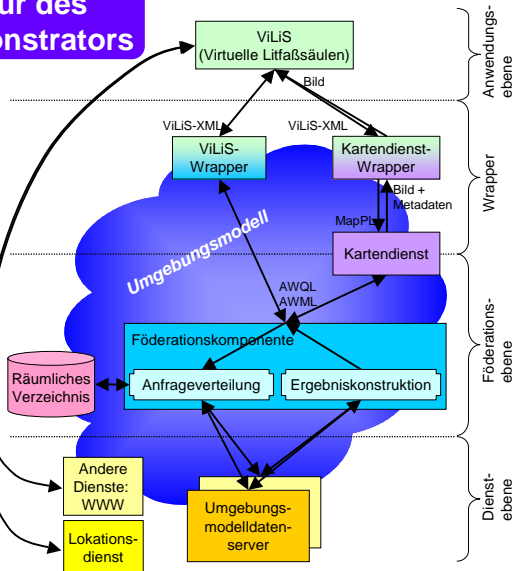 ur des
onstrators
ViLiS
(Virtuelle Litfaßsäulen)
Anwendungs-
ebene
Bild
ViLiS-XML
ViLiS-XML
ViLiS-
Wrapper
Kartendienst-
Wrapper
Wrapper
Bild +
Metadaten
MapPL
Kartendienst
Umgebungsmodell
AWQL
AWML
Föderationskomponente
Föderations-
ebene
Räumliches
Verzeichnis
Anfrageverteilung
Ergebniskonstruktion
Andere
Dienste:
WWW
Umgebungs-
modelldaten-
server
Dienst-
ebene
Lokations-
dienst